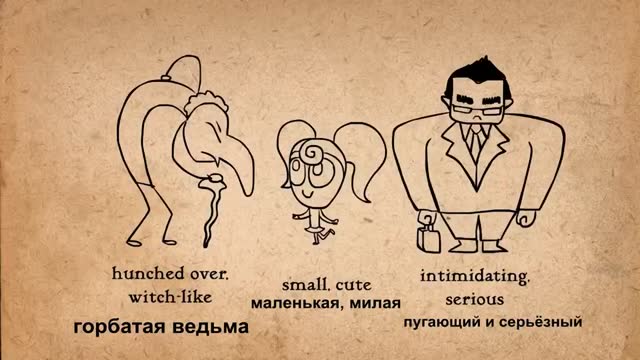 hunched over,
witch-like
горбатая ведьма
small, cute
маленькая, милая
intimidating,
serious
пугающий и серьёзный